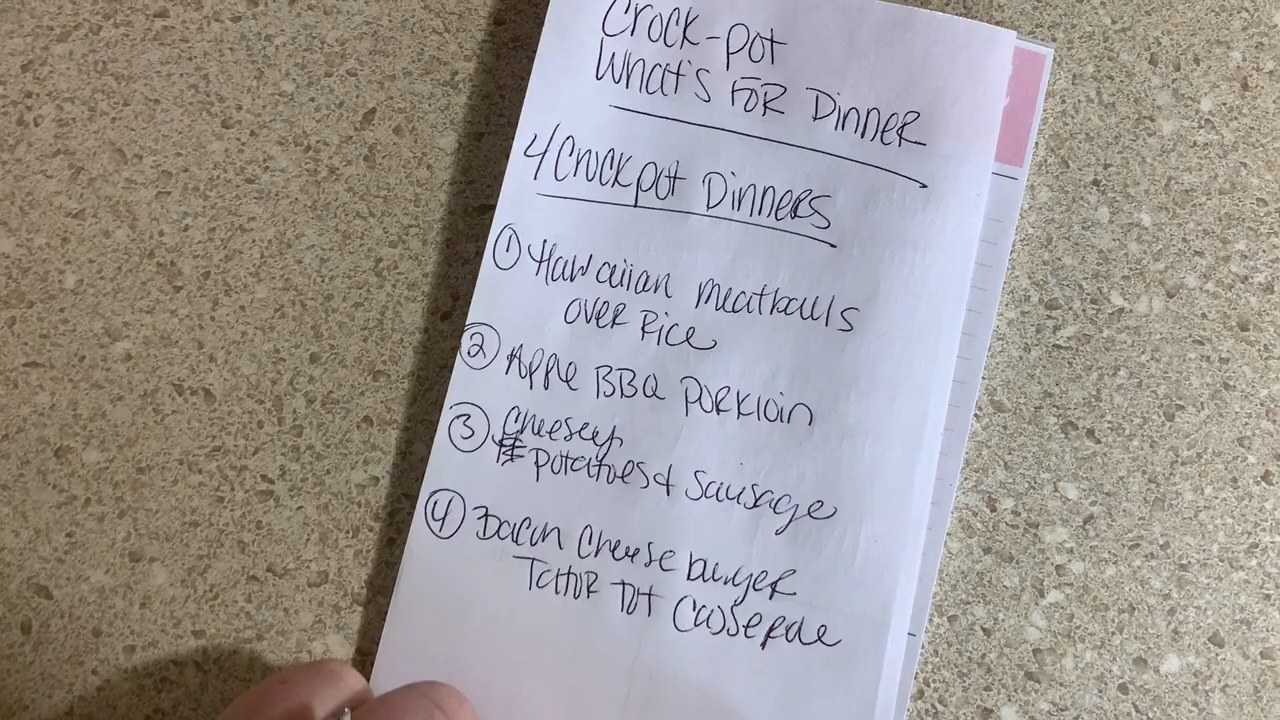 Crock-pot
What's FOR Dinner
4 Crockpot Dinners
① Hawaiian meatballs
over Rice
② Apple BBQ porkloin
③ Cheesey
potatoes & sausage
④ Bacon cheese burger
Tator Tot Casserole